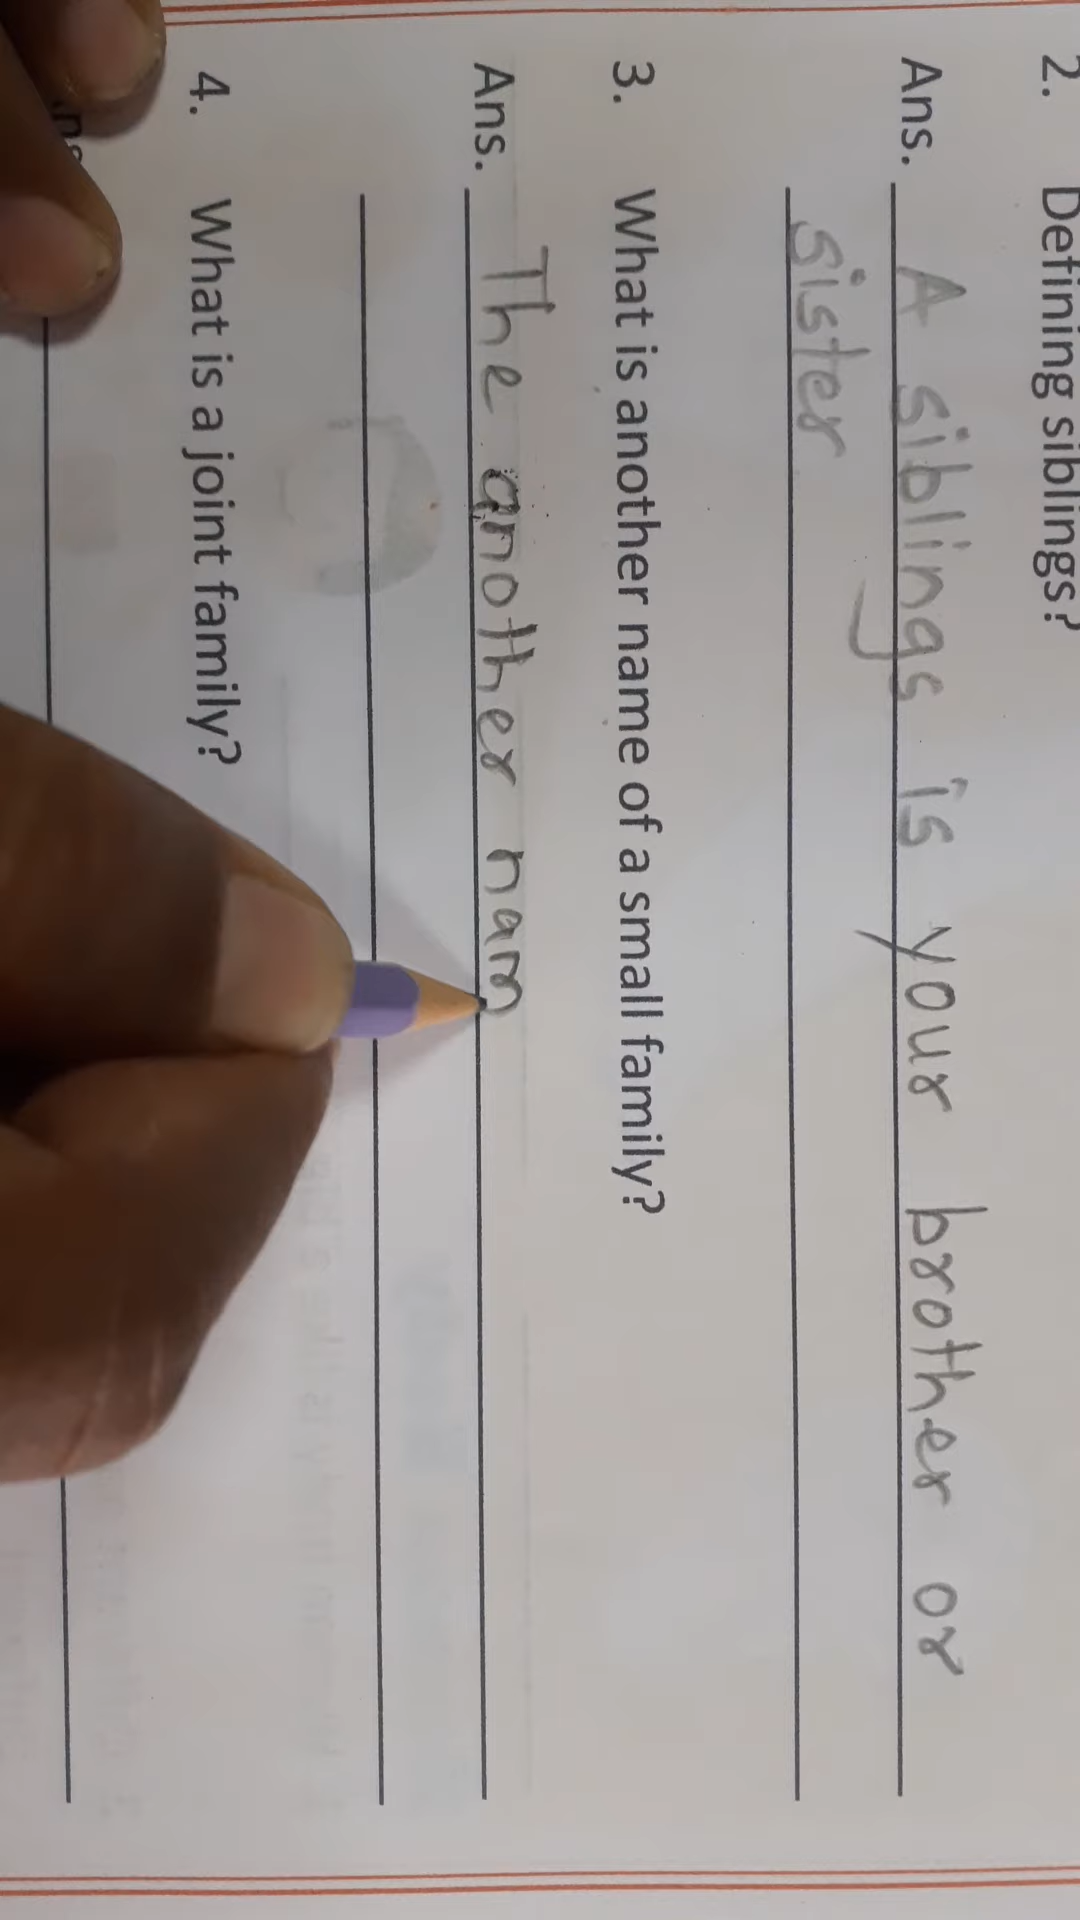 2. Defining siblings?
Ans. A siblings is your brother or
sister
3. What is another name of a small family?
Ans. The another nam
4. What is a joint family?